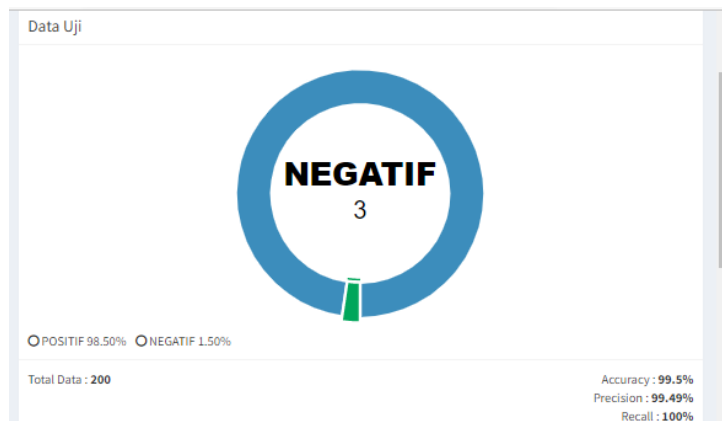 Data Uji
NEGATIF
3
POSITIF 98.50% NEGATIF 1.50%
Total Data : 200
Accuracy : 99.5%
Precision : 99.49%
Recall : 100%